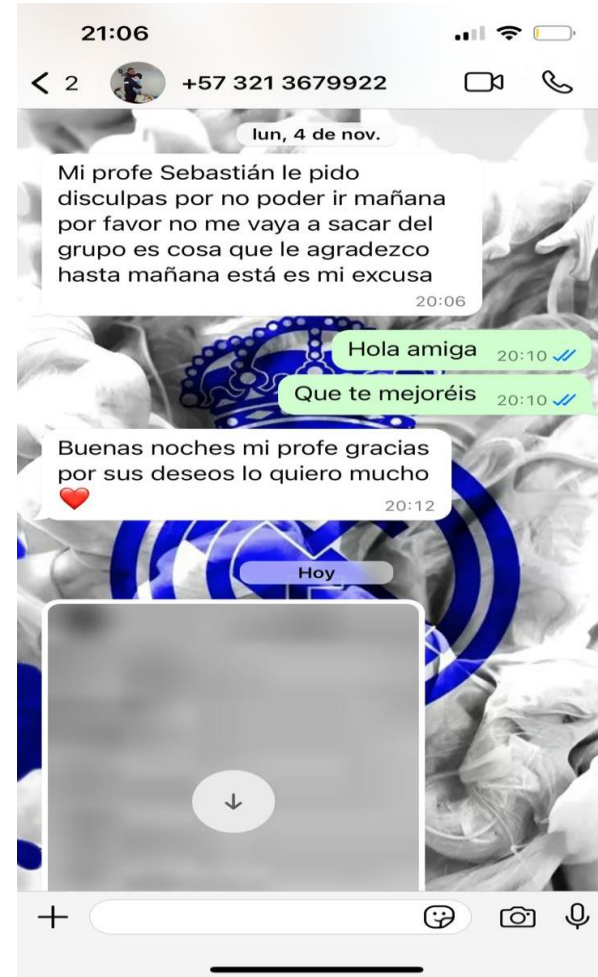 21:06
2
+57 321 3679922
lun, 4 de nov.
Mi profe Sebastián le pido
disculpas por no poder ir mañana
por favor no me vaya a sacar del
grupo es cosa que le agradezco
hasta mañana está es mi excusa
20:06
Hola amiga 20:10
Que te mejoréis 20:10
Buenas noches mi profe gracias
por sus deseos lo quiero mucho
❤️ 20:12
Hoy